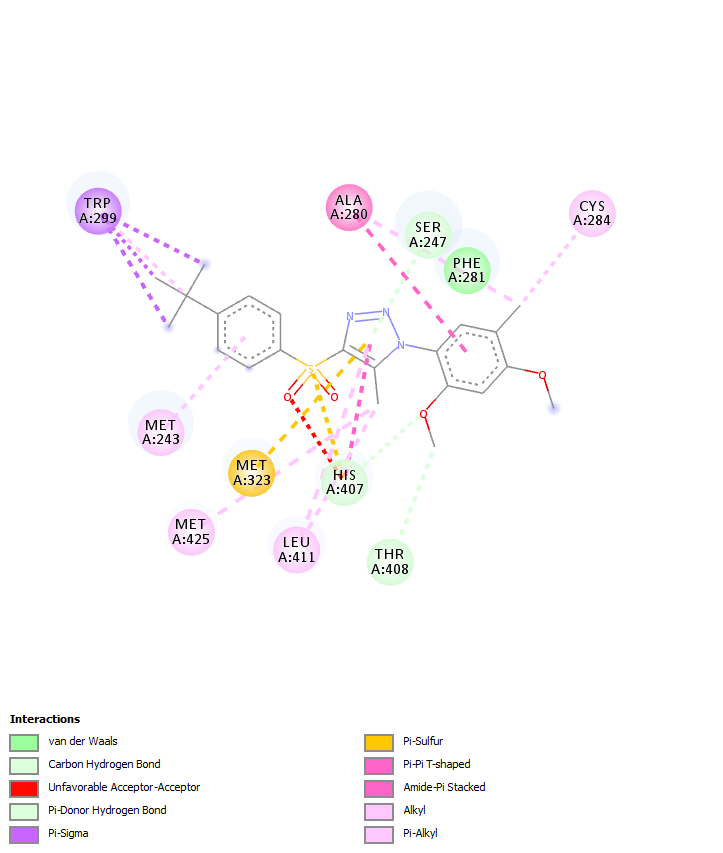 TRP
A:299
ALA
A:280
SER
A:247
CYS
A:284
PHE
A:281
N
N
N
S
O
O
O
O
MET
A:243
MET
A:323
HIS
A:407
MET
A:425
LEU
A:411
THR
A:408
Interactions
van der Waals
Carbon Hydrogen Bond
Unfavorable Acceptor-Acceptor
Pi-Donor Hydrogen Bond
Pi-Sigma
Pi-Sulfur
Pi-Pi T-shaped
Amide-Pi Stacked
Alkyl
Pi-Alkyl